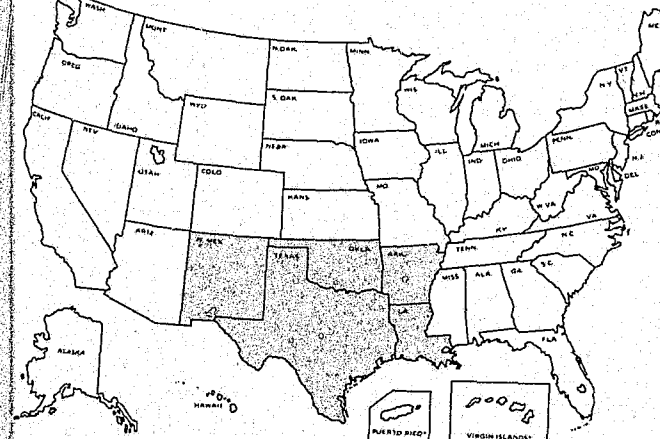 WASH
MONT
N.DAK
MINN
ME
OREG
S. DAK
WIS
N Y
VT
N H
MASS
CALIF
NEV
IDAHO
WYO
NEBR
IOWA
ILL
IND
MICH
OHIO
PENN
CON
N.J.
UTAH
COLO
KANS
MO
W VA
MD
DEL
KY
VA
ARIZ
N. MEX
TEXAS
OKLA
ARK
TENN
N C
MISS
ALA
GA
S.C.
LA
FLA
ALASKA
HAWAII
PUERTO RICO*
VIRGIN ISLANDS*